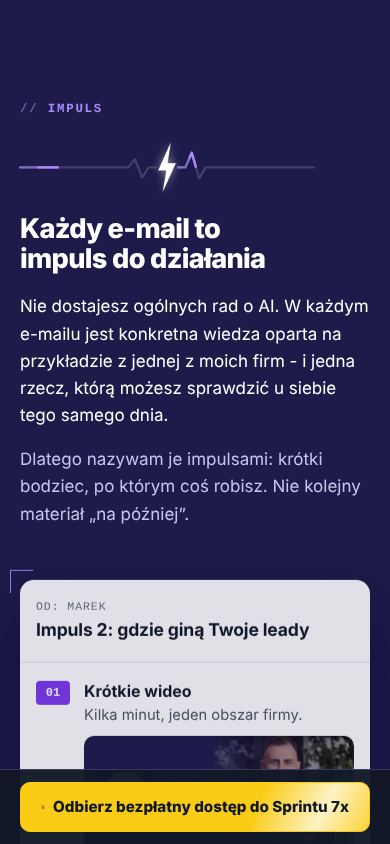 // IMPULS
Każdy e-mail to
impuls do działania
Nie dostajesz ogólnych rad o AI. W każdym
e-mailu jest konkretna wiedza oparta na
przykładzie z jednej z moich firm - i jedna
rzecz, którą możesz sprawdzić u siebie
tego samego dnia.
Dlatego nazywam je impulsami: krótki
bodziec, po którym coś robisz. Nie kolejny
materiał „na później”.
OD: MAREK
Impuls 2: gdzie giną Twoje leady
01 Krótkie wideo
Kilka minut, jeden obszar firmy.
Odbierz bezpłatny dostęp do Sprintu 7x